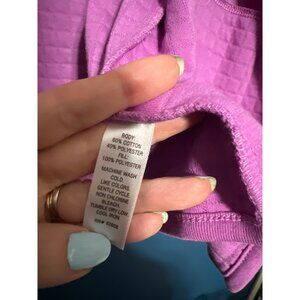 BODY:
60% COTTON
40% POLYESTER
FILL:
100% POLYESTER
MACHINE WASH
COLD.
LIKE COLORS.
GENTLE CYCLE
NON CHLORINE
BLEACH.
TUMBLE DRY LOW.
COOL IRON.